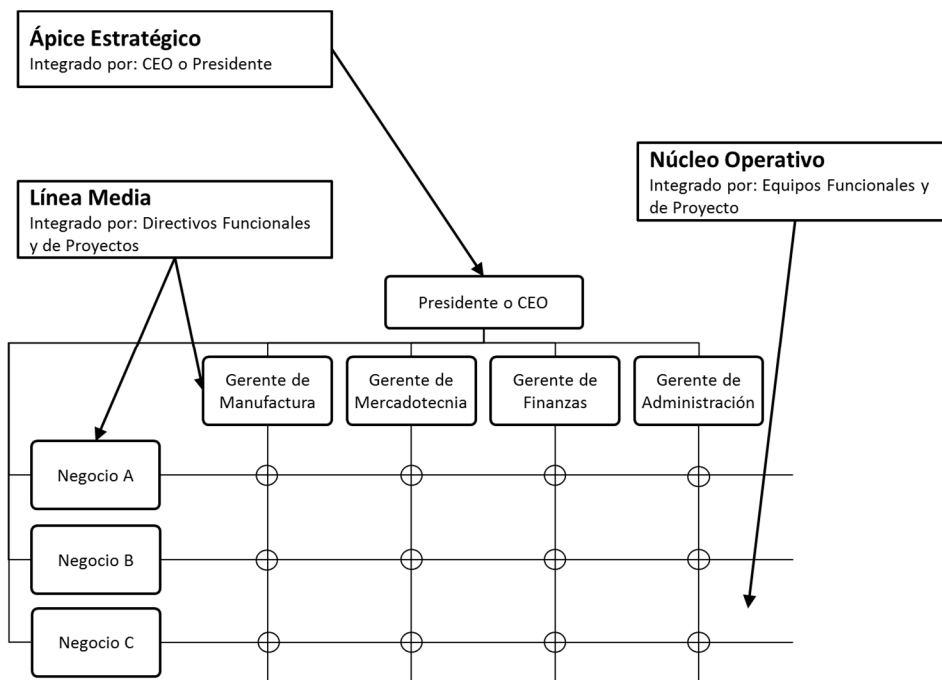 Ápice Estratégico
Integrado por: CEO o Presidente
Núcleo Operativo
Integrado por: Equipos Funcionales y
de Proyecto
Línea Media
Integrado por: Directivos Funcionales
y de Proyectos
Presidente o CEO
Gerente de
Manufactura
Gerente de
Mercadotecnia
Gerente de
Finanzas
Gerente de
Administración
Negocio A
Negocio B
Negocio C